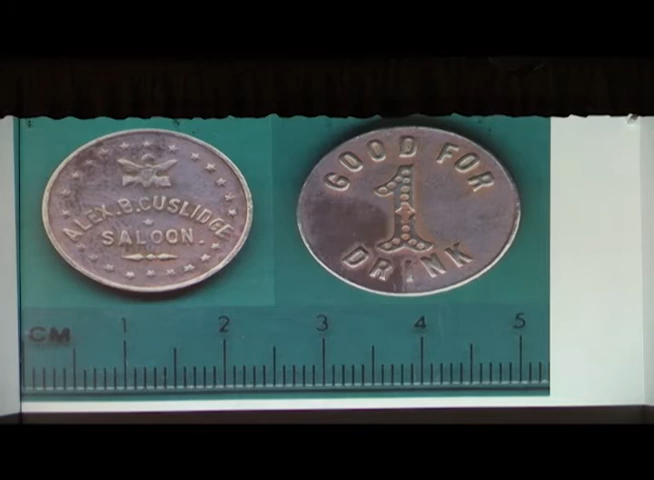 ALEX. B. CUSLIDGE
SALOON.
GOOD FOR
1
DRINK
CM 1 2 3 4 5